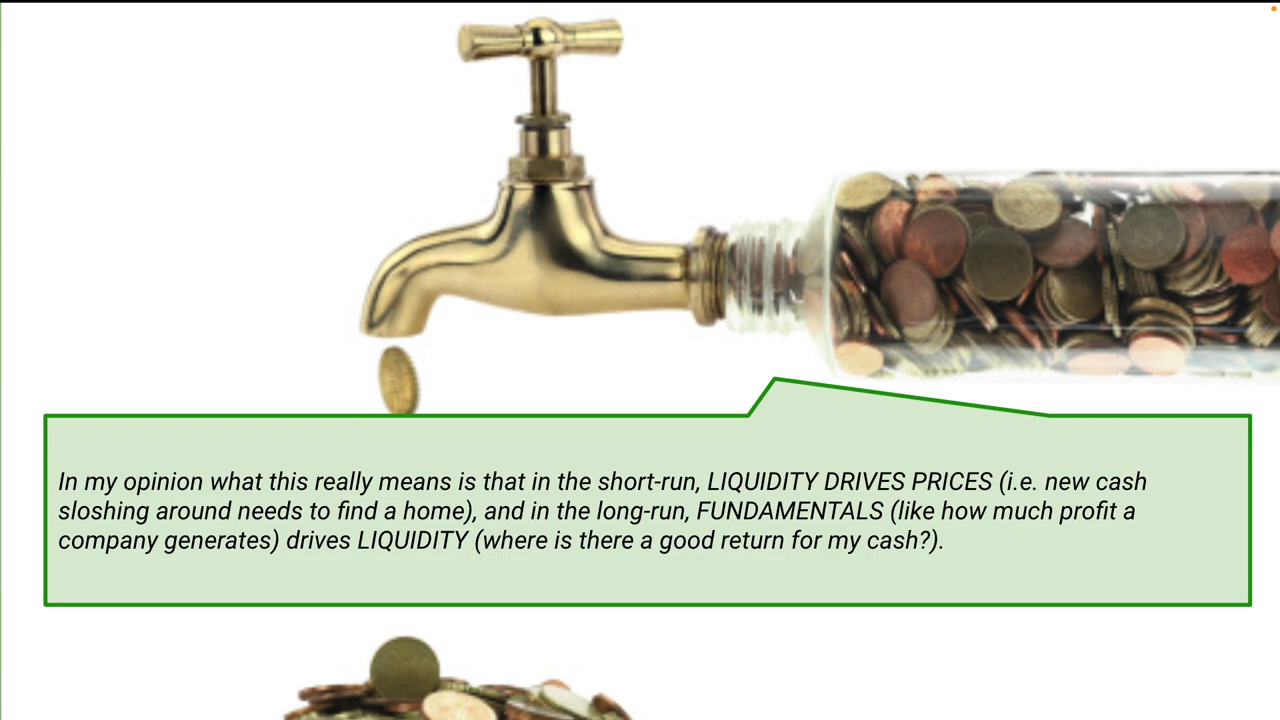 In my opinion what this really means is that in the short-run, LIQUIDITY DRIVES PRICES (i.e. new cash
sloshing around needs to find a home), and in the long-run, FUNDAMENTALS (like how much profit a
company generates) drives LIQUIDITY (where is there a good return for my cash?).